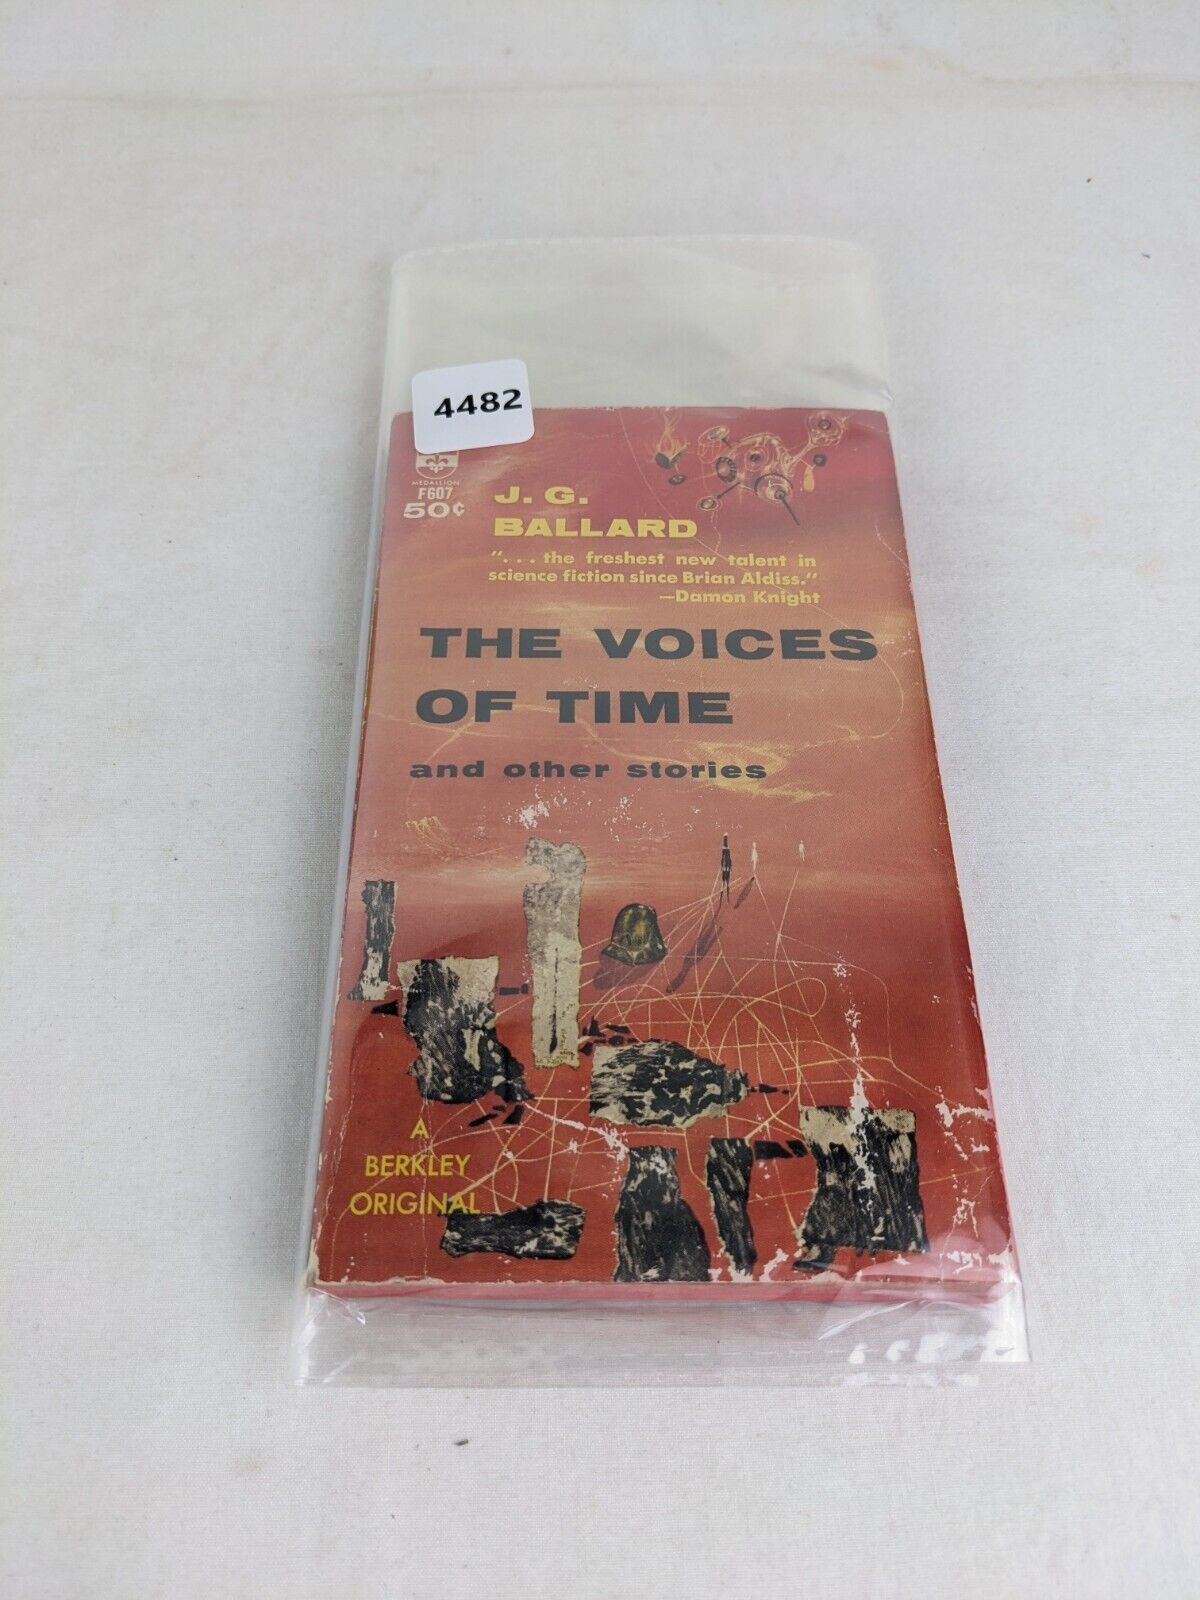 4482
MEDALLION
F607
50¢
J. G.
BALLARD
". . . the freshest new talent in
science fiction since Brian Aldiss."
—Damon Knight
THE VOICES
OF TIME
and other stories
A
BERKLEY
ORIGINAL